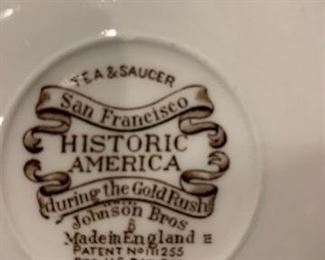 TEA & SAUCER
San Francisco
HISTORIC
AMERICA
during the Gold Rush
Johnson Bros
Made in England
PATENT No 111255